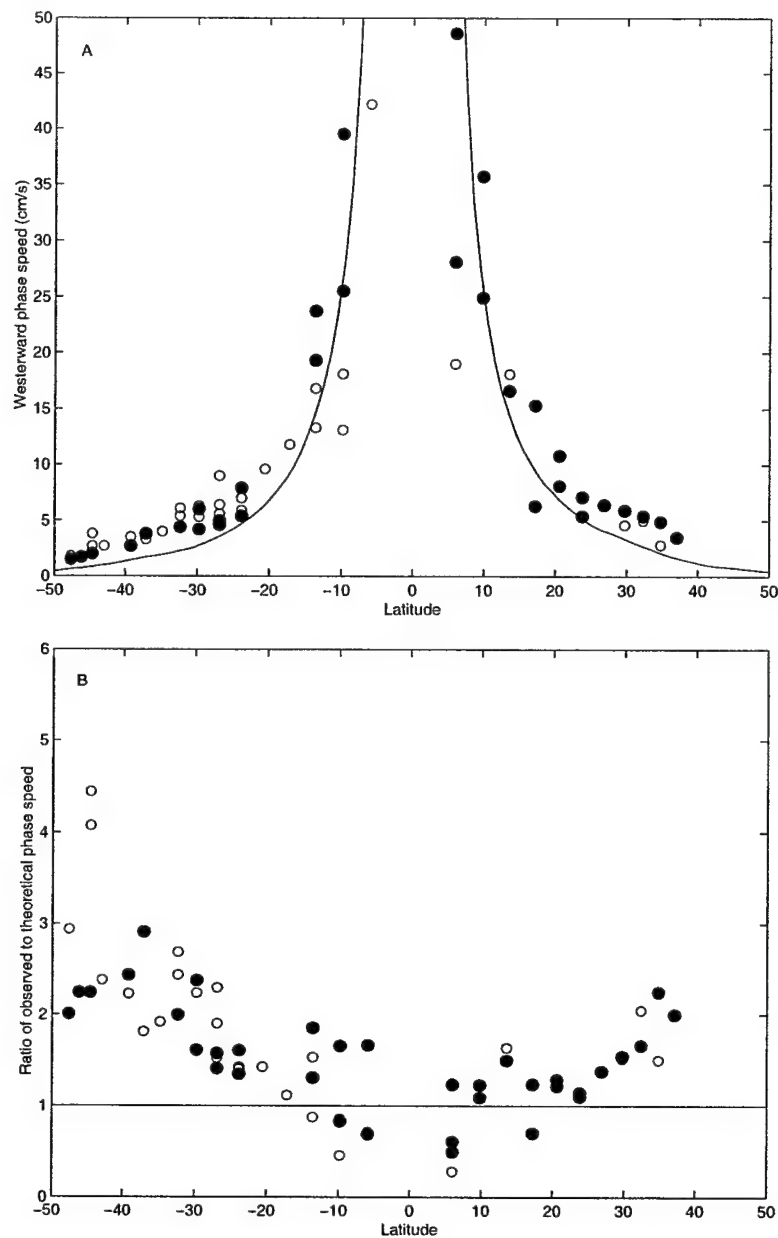 A
Westerward phase speed (cm/s)
50
45
40
35
30
25
20
15
10
5
0
-50 -40 -30 -20 -10 0 10 20 30 40 50
Latitude
B
Ratio of observed to theoretical phase speed
6
5
4
3
2
1
0
-50 -40 -30 -20 -10 0 10 20 30 40 50
Latitude